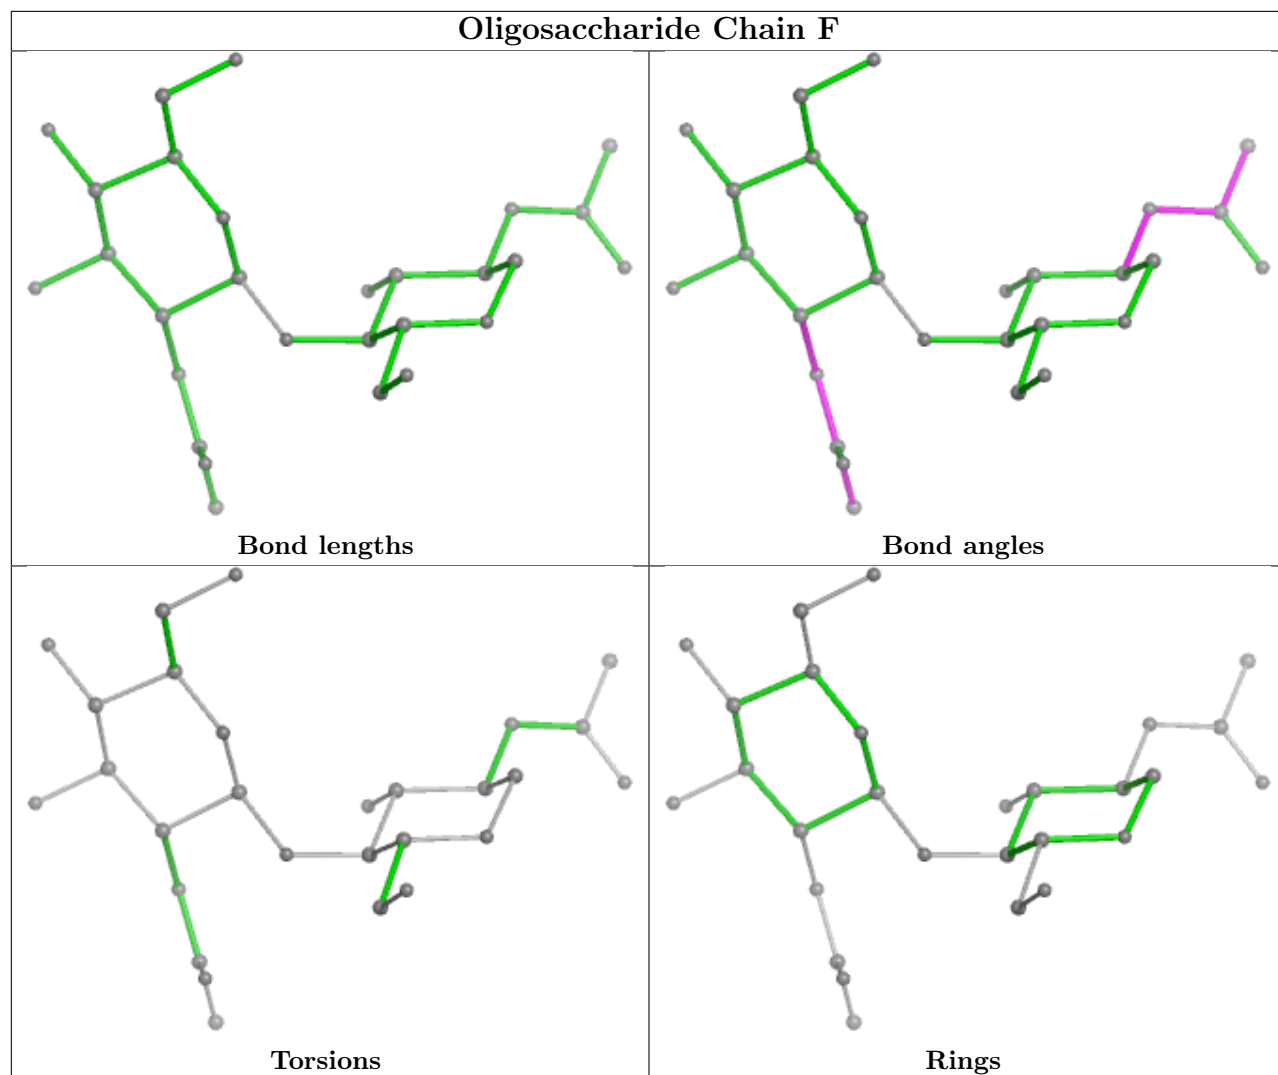 Oligosaccharide Chain F
Bond lengths
Bond angles
Torsions
Rings